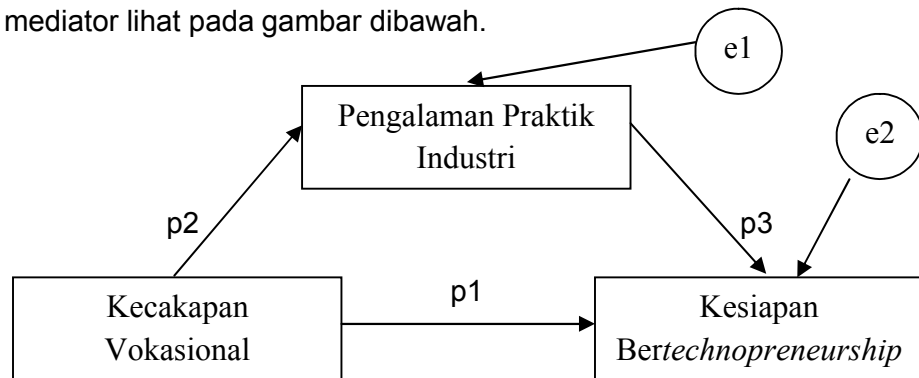 mediator lihat pada gambar dibawah.
e1
Pengalaman Praktik
Industri
e2
p2
p3
p1
Kecakapan
Vokasional
Kesiapan
Bertechnopreneurship